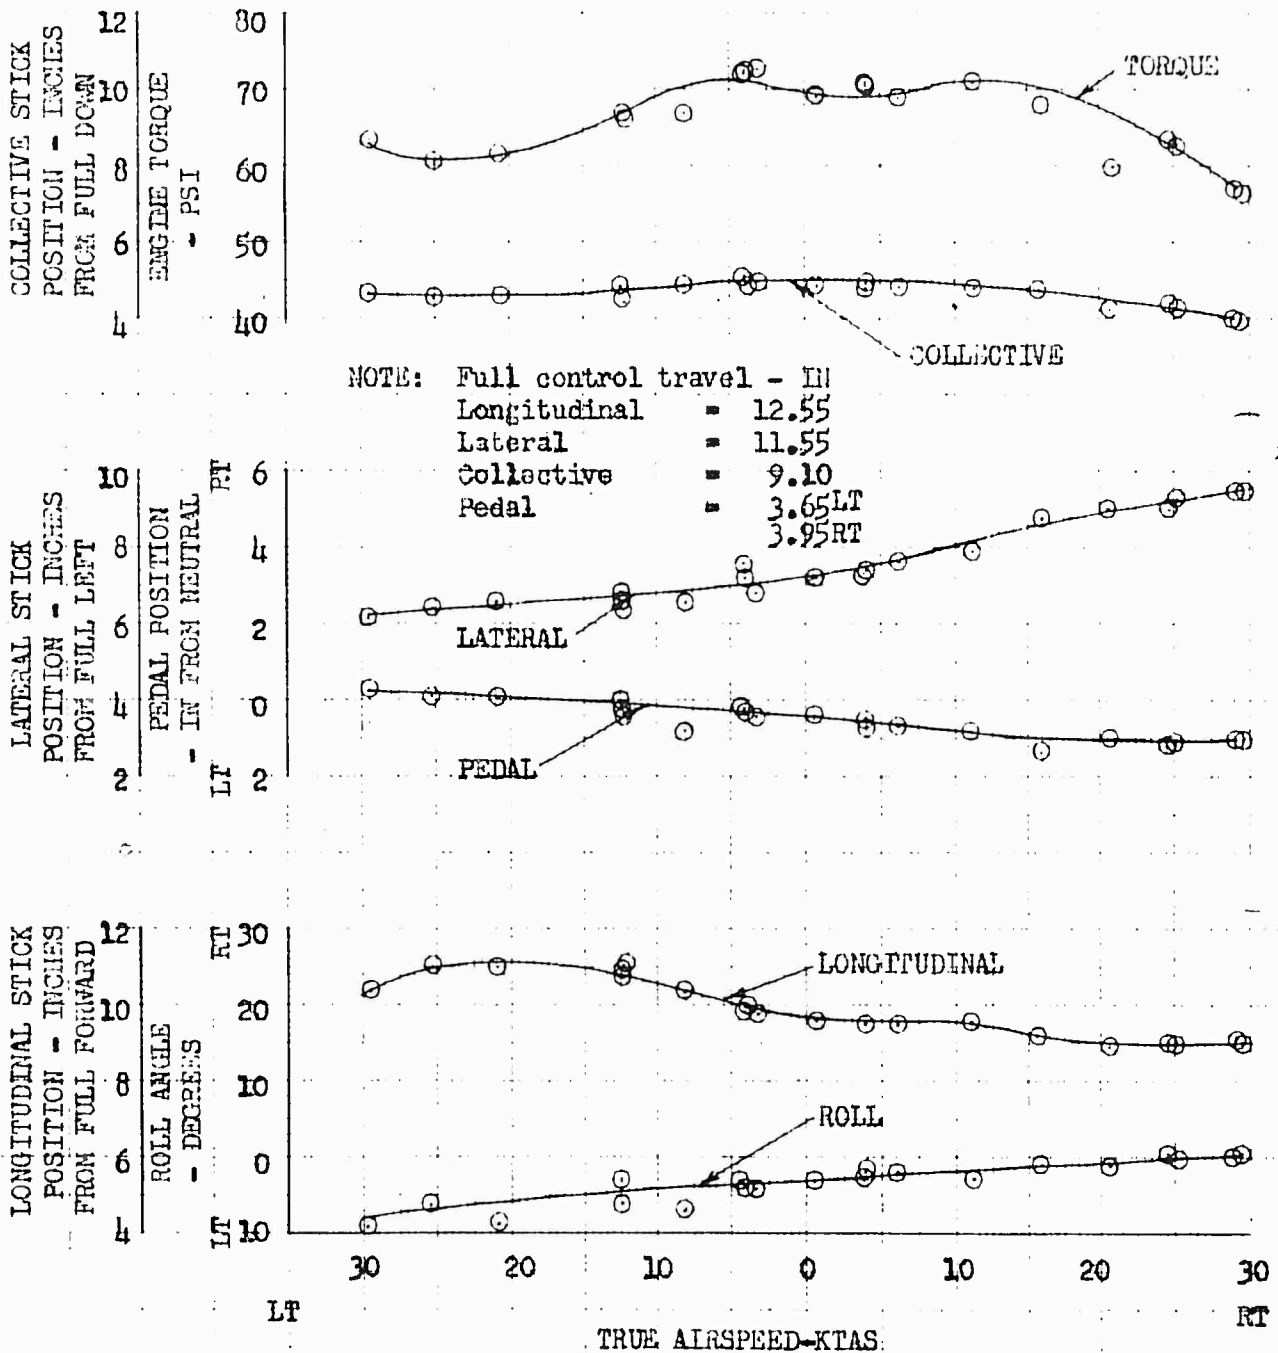 COLLECTIVE STICK
POSITION - INCHES
FROM FULL DOWN
12
10
8
6
4
ENGINE TORQUE
- PSI
80
70
60
50
40
TORQUE
COLLECTIVE
NOTE: Full control travel - IN
Longitudinal = 12.55
Lateral = 11.55
Collective = 9.10
Pedal = 3.65LT
3.95RT
LATERAL STICK
POSITION - INCHES
FROM FULL LEFT
10
8
6
4
2
PEDAL POSITION
- IN FROM NEUTRAL
RT
LT
6
4
2
0
2
LATERAL
PEDAL
LONGITUDINAL STICK
POSITION - INCHES
FROM FULL FORWARD
12
10
8
6
4
ROLL ANGLE
- DEGREES
RT
LT
30
20
10
0
10
LONGITUDINAL
ROLL
30 20 10 0 10 20 30
LT RT
TRUE AIRSPEED-KTAS